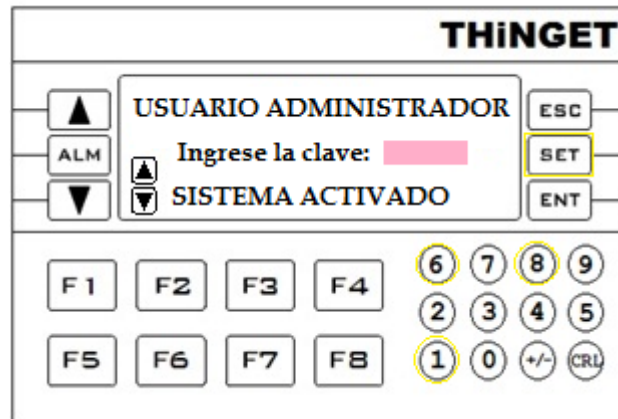 THiNGET
USUARIO ADMINISTRADOR
Ingrese la clave:
SISTEMA ACTIVADO
ALM
ESC
SET
ENT
F1 F2 F3 F4
F5 F6 F7 F8
6 7 8 9
2 3 4 5
1 0 +/- CRL